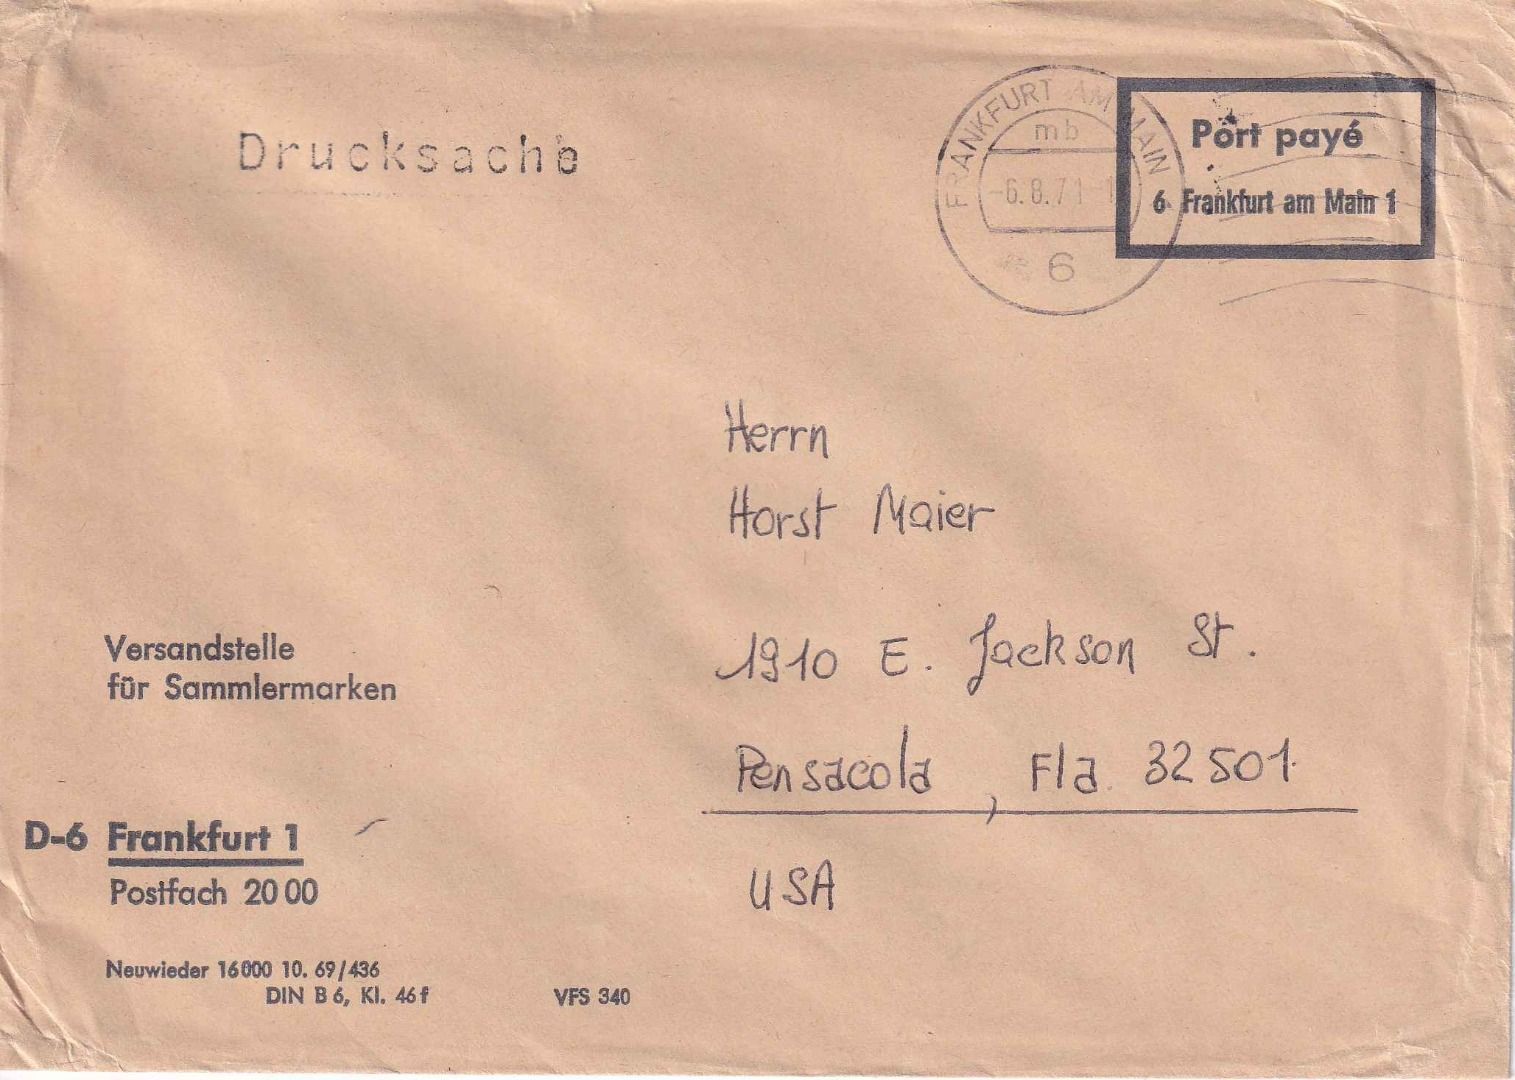 Drucksache
FRANKFURT AM MAIN
mb
-6.8.71
6
Port payé
6 Frankfurt am Main 1
Herrn
Horst Maier
1910 E. Jackson St.
Pensacola, Fla. 32501
USA
Versandstelle
für Sammlermarken
D-6 Frankfurt 1
Postfach 20 00
Neuwieder 16000 10. 69/436
DIN B 6, Kl. 46 f
VFS 340